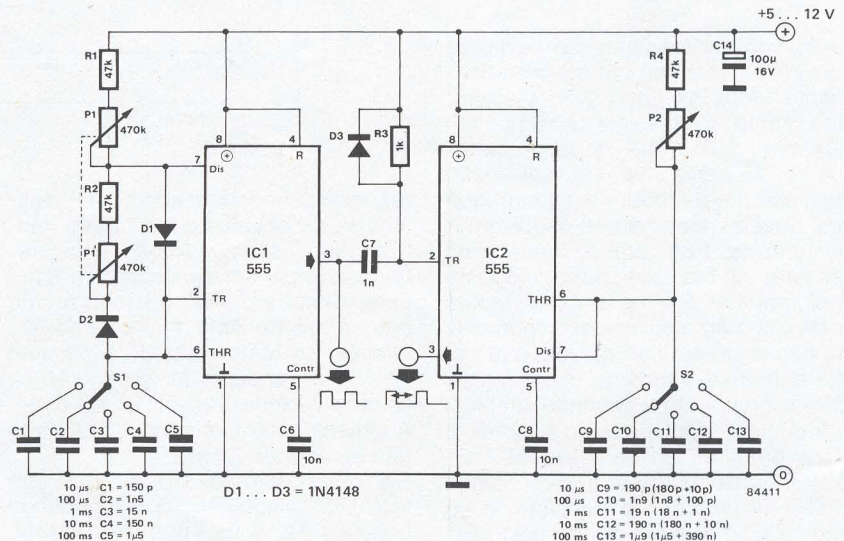 +5 ... 12 V
R1
47k
P1
470k
R2
47k
P1'
470k
D2
D1
S1
C1
C2
C3
C4
C5
8
4
R
7
Dis
IC1
555
3
2
TR
6
THR
Contr
1
5
C6
10n
D3
R3
1k
C7
1n
8
4
R
IC2
555
2
TR
THR
6
Dis
7
3
Contr
1
5
C8
10n
R4
47k
P2
470k
C14
100µ
16V
S2
C9
C10
C11
C12
C13
0
84411
10 µs C1 = 150 p
100 µs C2 = 1n5
1 ms C3 = 15 n
10 ms C4 = 150 n
100 ms C5 = 1µ5
D1 ... D3 = 1N4148
10 µs C9 = 190 p (180 p + 10 p)
100 µs C10 = 1n9 (1n8 + 100 p)
1 ms C11 = 19 n (18 n + 1 n)
10 ms C12 = 190 n (180 n + 10 n)
100 ms C13 = 1µ9 (1µ5 + 390 n)